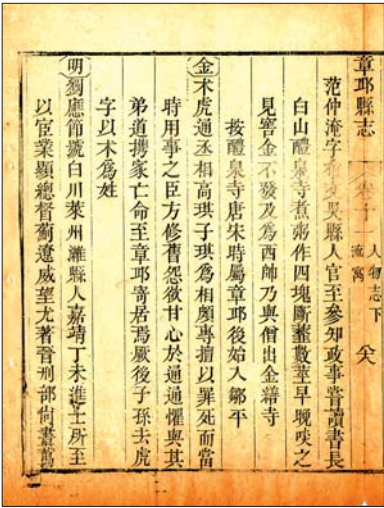 章邱縣志 卷十一 人物志下 流寓 六
范仲淹字希文吳縣人官至參知政事嘗讀書長
白山醴泉寺煮粥作四塊斷虀數莖早晚啖之
見窖金不發及爲西帥乃與僧出金繕寺
按醴泉寺唐宋時屬章邱後始入鄒平
金朮虎通丞相高琪子琪爲相頗專擅以罪死而當
時用事之臣方修舊怨欲甘心於通通懼與其
弟道攜家亡命至章邱寄居焉厥後子孫去虎
字以术爲姓
明劉應節號白川萊州濰縣人嘉靖丁未進士所至
以宦業顯總督薊遼威望尤著晉刑部尚書萬